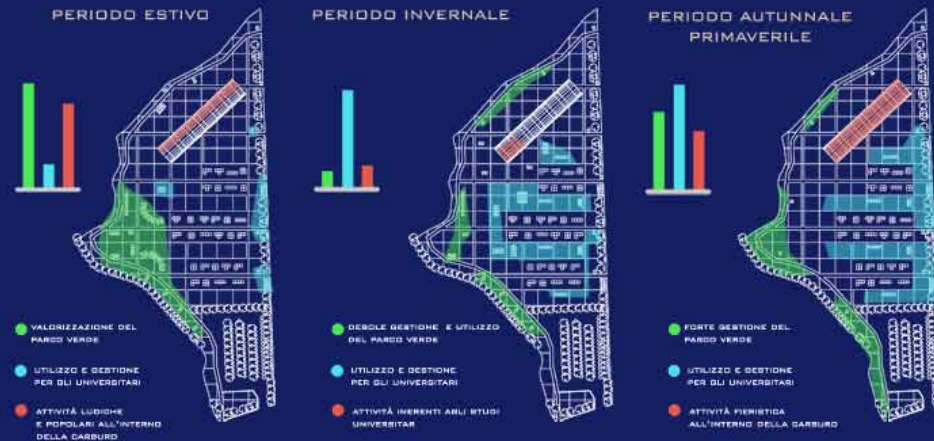 PERIODO ESTIVO
VALORIZZAZIONE DEL
PARCO VERDE
UTILIZZO E GESTIONE
PER GLI UNIVERSITARI
ATTIVITÀ LUDICHE
E POPOLARI ALL'INTERNO
DELLA CARBURO
PERIODO INVERNALE
DEBOLE GESTIONE E UTILIZZO
DEL PARCO VERDE
UTILIZZO E GESTIONE
PER GLI UNIVERSITARI
ATTIVITÀ INERENTI AGLI STUDI
UNIVERSITAR
PERIODO AUTUNNALE
PRIMAVERILE
FORTE GESTIONE DEL
PARCO VERDE
UTILIZZO E GESTIONE
PER GLI UNIVERSITARI
ATTIVITÀ FIERISTICA
ALL'INTERNO DELLA CARBURO